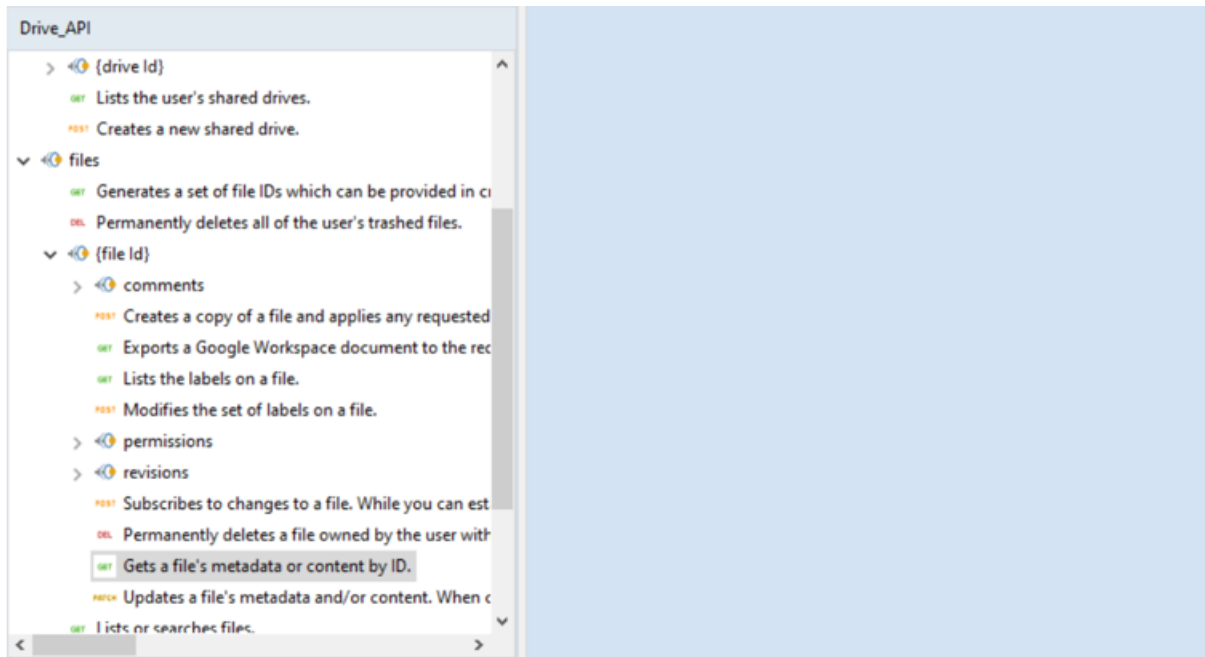 Drive_API
{drive Id}
GET Lists the user's shared drives.
POST Creates a new shared drive.
files
GET Generates a set of file IDs which can be provided in cr
DEL Permanently deletes all of the user's trashed files.
{file Id}
comments
POST Creates a copy of a file and applies any requested
GET Exports a Google Workspace document to the rec
GET Lists the labels on a file.
POST Modifies the set of labels on a file.
permissions
revisions
POST Subscribes to changes to a file. While you can est
DEL Permanently deletes a file owned by the user with
GET Gets a file's metadata or content by ID.
PATCH Updates a file's metadata and/or content. When c
GET Lists or searches files.